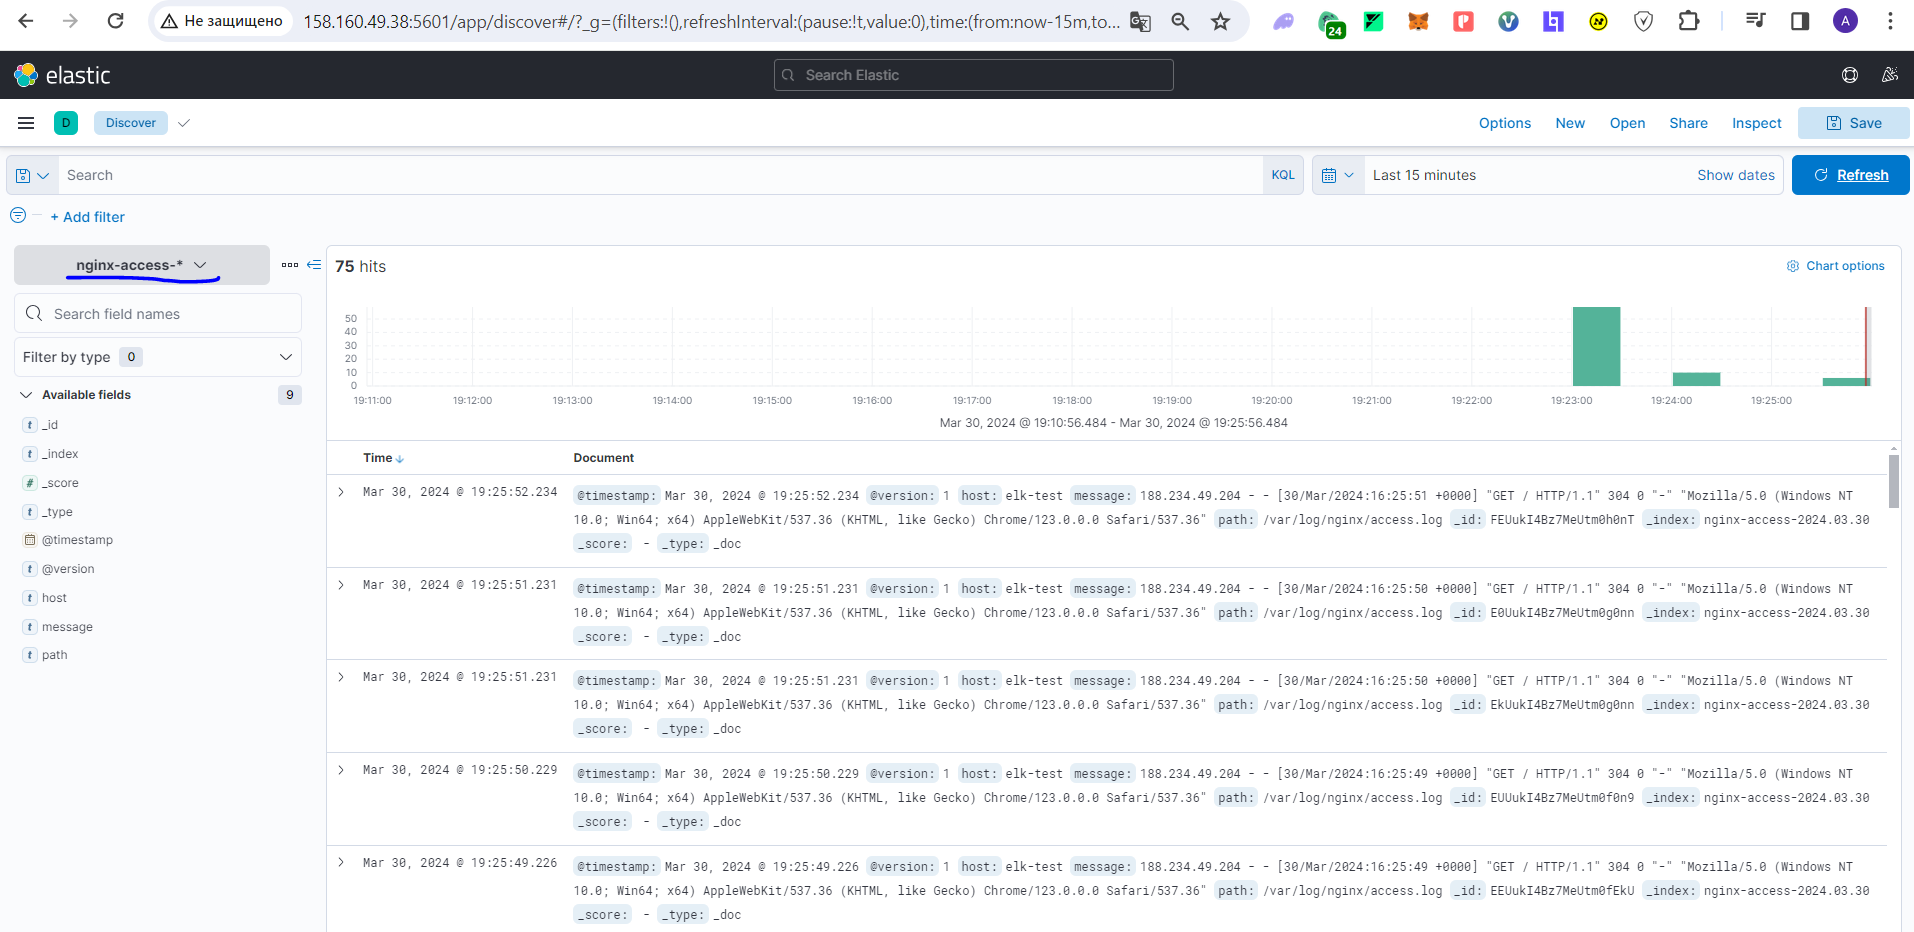 Не защищено 158.160.49.38:5601/app/discover#/?_g=(filters:!(),refreshInterval:(pause:!t,value:0),time:(from:now-15m,to... 24 A
elastic Search Elastic
D Discover Options New Open Share Inspect Save
Search KQL Last 15 minutes Show dates Refresh
+ Add filter
nginx-access-* 75 hits Chart options
Search field names
Filter by type 0
Available fields 9
_id
_index
_score
_type
@timestamp
@version
host
message
path
50
40
30
20
10
0
19:11:00 19:12:00 19:13:00 19:14:00 19:15:00 19:16:00 19:17:00 19:18:00 19:19:00 19:20:00 19:21:00 19:22:00 19:23:00 19:24:00 19:25:00
Mar 30, 2024 @ 19:10:56.484 - Mar 30, 2024 @ 19:25:56.484
Time Document
Mar 30, 2024 @ 19:25:52.234 @timestamp: Mar 30, 2024 @ 19:25:52.234 @version: 1 host: elk-test message: 188.234.49.204 - - [30/Mar/2024:16:25:51 +0000] "GET / HTTP/1.1" 304 0 "-" "Mozilla/5.0 (Windows NT
10.0; Win64; x64) AppleWebKit/537.36 (KHTML, like Gecko) Chrome/123.0.0.0 Safari/537.36" path: /var/log/nginx/access.log _id: FEUukI4Bz7MeUtm0h0nT _index: nginx-access-2024.03.30
_score: - _type: _doc
Mar 30, 2024 @ 19:25:51.231 @timestamp: Mar 30, 2024 @ 19:25:51.231 @version: 1 host: elk-test message: 188.234.49.204 - - [30/Mar/2024:16:25:50 +0000] "GET / HTTP/1.1" 304 0 "-" "Mozilla/5.0 (Windows NT
10.0; Win64; x64) AppleWebKit/537.36 (KHTML, like Gecko) Chrome/123.0.0.0 Safari/537.36" path: /var/log/nginx/access.log _id: E0UukI4Bz7MeUtm0g0nn _index: nginx-access-2024.03.30
_score: - _type: _doc
Mar 30, 2024 @ 19:25:51.231 @timestamp: Mar 30, 2024 @ 19:25:51.231 @version: 1 host: elk-test message: 188.234.49.204 - - [30/Mar/2024:16:25:50 +0000] "GET / HTTP/1.1" 304 0 "-" "Mozilla/5.0 (Windows NT
10.0; Win64; x64) AppleWebKit/537.36 (KHTML, like Gecko) Chrome/123.0.0.0 Safari/537.36" path: /var/log/nginx/access.log _id: EkUukI4Bz7MeUtm0g0nn _index: nginx-access-2024.03.30
_score: - _type: _doc
Mar 30, 2024 @ 19:25:50.229 @timestamp: Mar 30, 2024 @ 19:25:50.229 @version: 1 host: elk-test message: 188.234.49.204 - - [30/Mar/2024:16:25:49 +0000] "GET / HTTP/1.1" 304 0 "-" "Mozilla/5.0 (Windows NT
10.0; Win64; x64) AppleWebKit/537.36 (KHTML, like Gecko) Chrome/123.0.0.0 Safari/537.36" path: /var/log/nginx/access.log _id: EUUukI4Bz7MeUtm0f0n9 _index: nginx-access-2024.03.30
_score: - _type: _doc
Mar 30, 2024 @ 19:25:49.226 @timestamp: Mar 30, 2024 @ 19:25:49.226 @version: 1 host: elk-test message: 188.234.49.204 - - [30/Mar/2024:16:25:49 +0000] "GET / HTTP/1.1" 304 0 "-" "Mozilla/5.0 (Windows NT
10.0; Win64; x64) AppleWebKit/537.36 (KHTML, like Gecko) Chrome/123.0.0.0 Safari/537.36" path: /var/log/nginx/access.log _id: EEUukI4Bz7MeUtm0fEkU _index: nginx-access-2024.03.30
_score: - _type: _doc